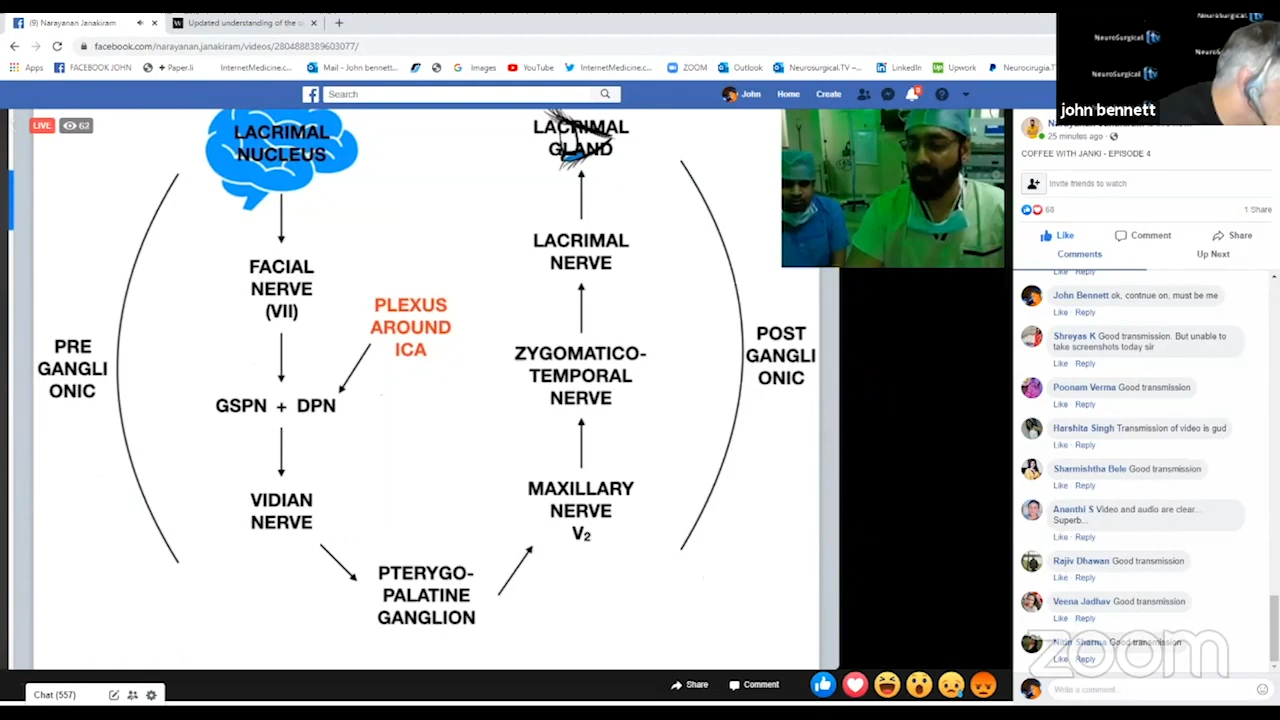 (9) Narayanan Janakiram
Updated understanding of the o
facebook.com/narayanan.janakiram/videos/2804888389603077/
Apps
FACEBOOK JOHN
+ Paper.li
InternetMedicine.c...
Mail - John bennett...
Images
YouTube
InternetMedicine.c...
ZOOM
Outlook
Neurosurgical.TV –...
LinkedIn
Upwork
Neurocirugia.T
Search
John
Home
Create
LIVE
62
LACRIMAL
NUCLEUS
FACIAL
NERVE
(VII)
PLEXUS
AROUND
ICA
PRE
GANGLI
ONIC
GSPN + DPN
VIDIAN
NERVE
PTERYGO-
PALATINE
GANGLION
LACRIMAL
GLAND
LACRIMAL
NERVE
ZYGOMATICO-
TEMPORAL
NERVE
MAXILLARY
NERVE
V₂
POST
GANGLI
ONIC
NeuroSurgical.tv
NeuroSurgical tv
NeuroSurgical tv
john bennett
25 minutes ago ·
COFFEE WITH JANKI - EPISODE 4
Invite friends to watch
68
1 Share
Like
Comment
Share
Comments
Up Next
Like · Reply
John Bennett ok, contnue on, must be me
Like · Reply
Shreyas K Good transmission. But unable to
take screenshots today sir
Like · Reply
Poonam Verma Good transmission
Like · Reply
Harshita Singh Transmission of video is gud
Like · Reply
Sharmishtha Bele Good transmission
Like · Reply
Ananthi S Video and audio are clear...
Superb...
Like · Reply
Rajiv Dhawan Good transmission
Like · Reply
Veena Jadhav Good transmission
Like · Reply
Nitin Sharma Good transmission
Like · Reply
zoom
Write a comment...
Chat (557)
Share
Comment